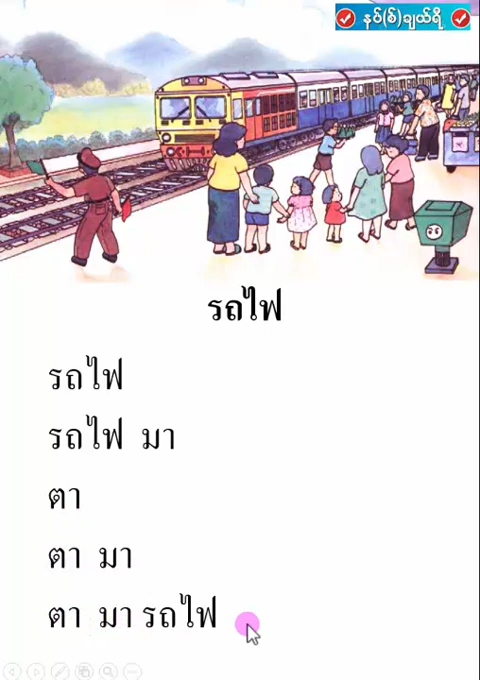 နပ်(စ်)ချယ်ရီ
รถไฟ
รถไฟ
รถไฟ มา
ตา
ตา มา
ตา มา รถไฟ